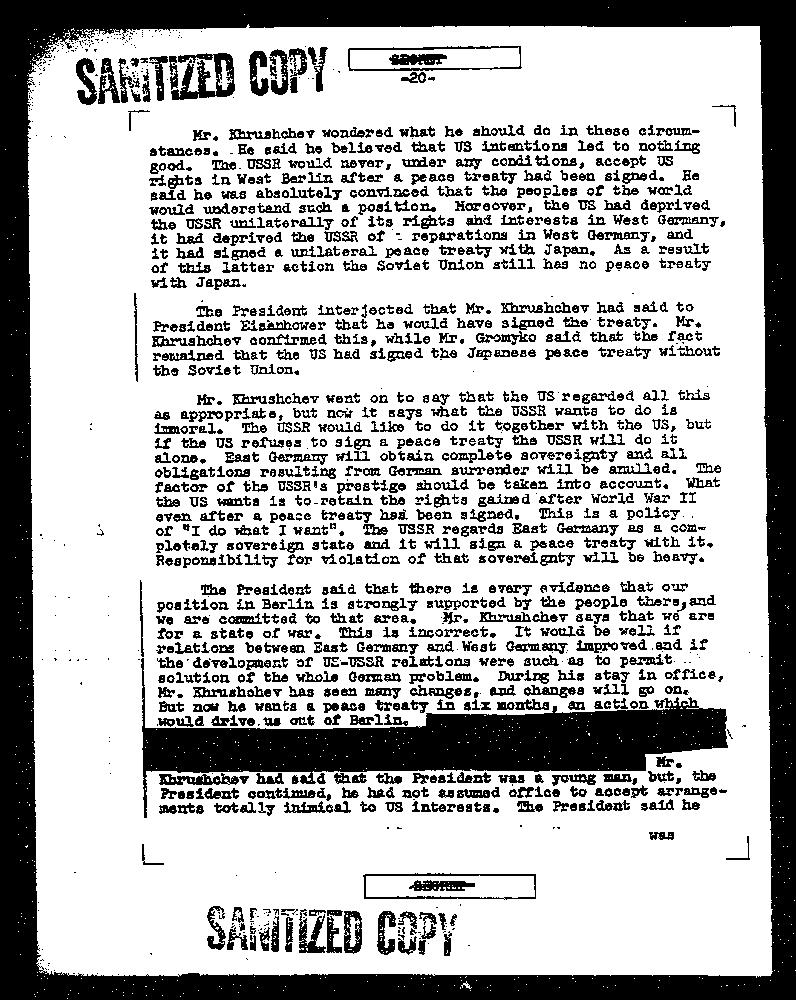 SANITIZED COPY
SECRET
-20-
Mr. Khrushchev wondered what he should do in these circum-
stances. He said he believed that US intentions led to nothing
good. The USSR would never, under any conditions, accept US
rights in West Berlin after a peace treaty had been signed. He
said he was absolutely convinced that the peoples of the world
would understand such a position. Moreover, the US had deprived
the USSR unilaterally of its rights and interests in West Germany,
it had deprived the USSR of - reparations in West Germany, and
it had signed a unilateral peace treaty with Japan. As a result
of this latter action the Soviet Union still has no peace treaty
with Japan.
The President interjected that Mr. Khrushchev had said to
President Eisenhower that he would have signed the treaty. Mr.
Khrushchev confirmed this, while Mr. Gromyko said that the fact
remained that the US had signed the Japanese peace treaty without
the Soviet Union.
Mr. Khrushchev went on to say that the US regarded all this
as appropriate, but now it says what the USSR wants to do is
immoral. The USSR would like to do it together with the US, but
if the US refuses to sign a peace treaty the USSR will do it
alone. East Germany will obtain complete sovereignty and all
obligations resulting from German surrender will be anulled. The
factor of the USSR's prestige should be taken into account. What
the US wants is to retain the rights gained after World War II
even after a peace treaty had been signed. This is a policy
of "I do what I want". The USSR regards East Germany as a com-
pletely sovereign state and it will sign a peace treaty with it.
Responsibility for violation of that sovereignty will be heavy.
The President said that there is every evidence that our
position in Berlin is strongly supported by the people there, and
we are committed to that area. Mr. Khrushchev says that we are
for a state of war. This is incorrect. It would be well if
relations between East Germany and West Germany improved and if
the development of US-USSR relations were such as to permit
solution of the whole German problem. During his stay in office,
Mr. Khrushchev has seen many changes, and changes will go on.
But now he wants a peace treaty in six months, an action which
would drive us out of Berlin.
Mr.
Khrushchev had said that the President was a young man, but, the
President continued, he had not assumed office to accept arrange-
ments totally inimical to US interests. The President said he
was
SECRET
SANITIZED COPY